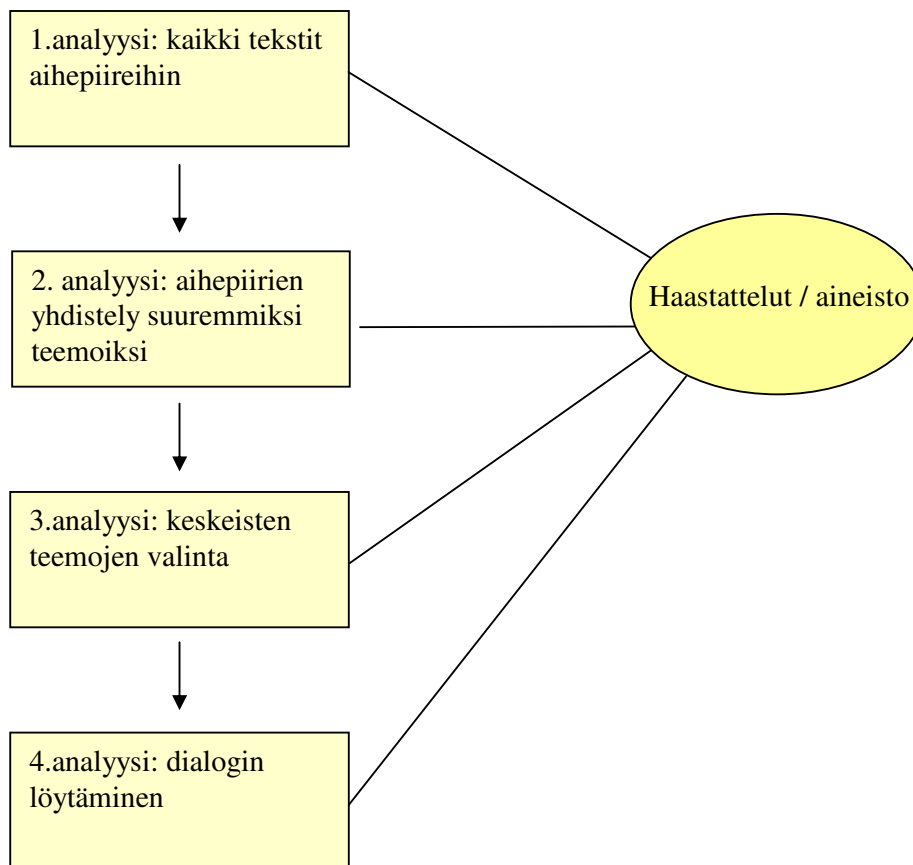 1.analyysi: kaikki tekstit
aihepiireihin
2. analyysi: aihepiirien
yhdistely suuremmiksi
teemoiksi
Haastattelut / aineisto
3.analyysi: keskeisten
teemojen valinta
4.analyysi: dialogin
löytäminen